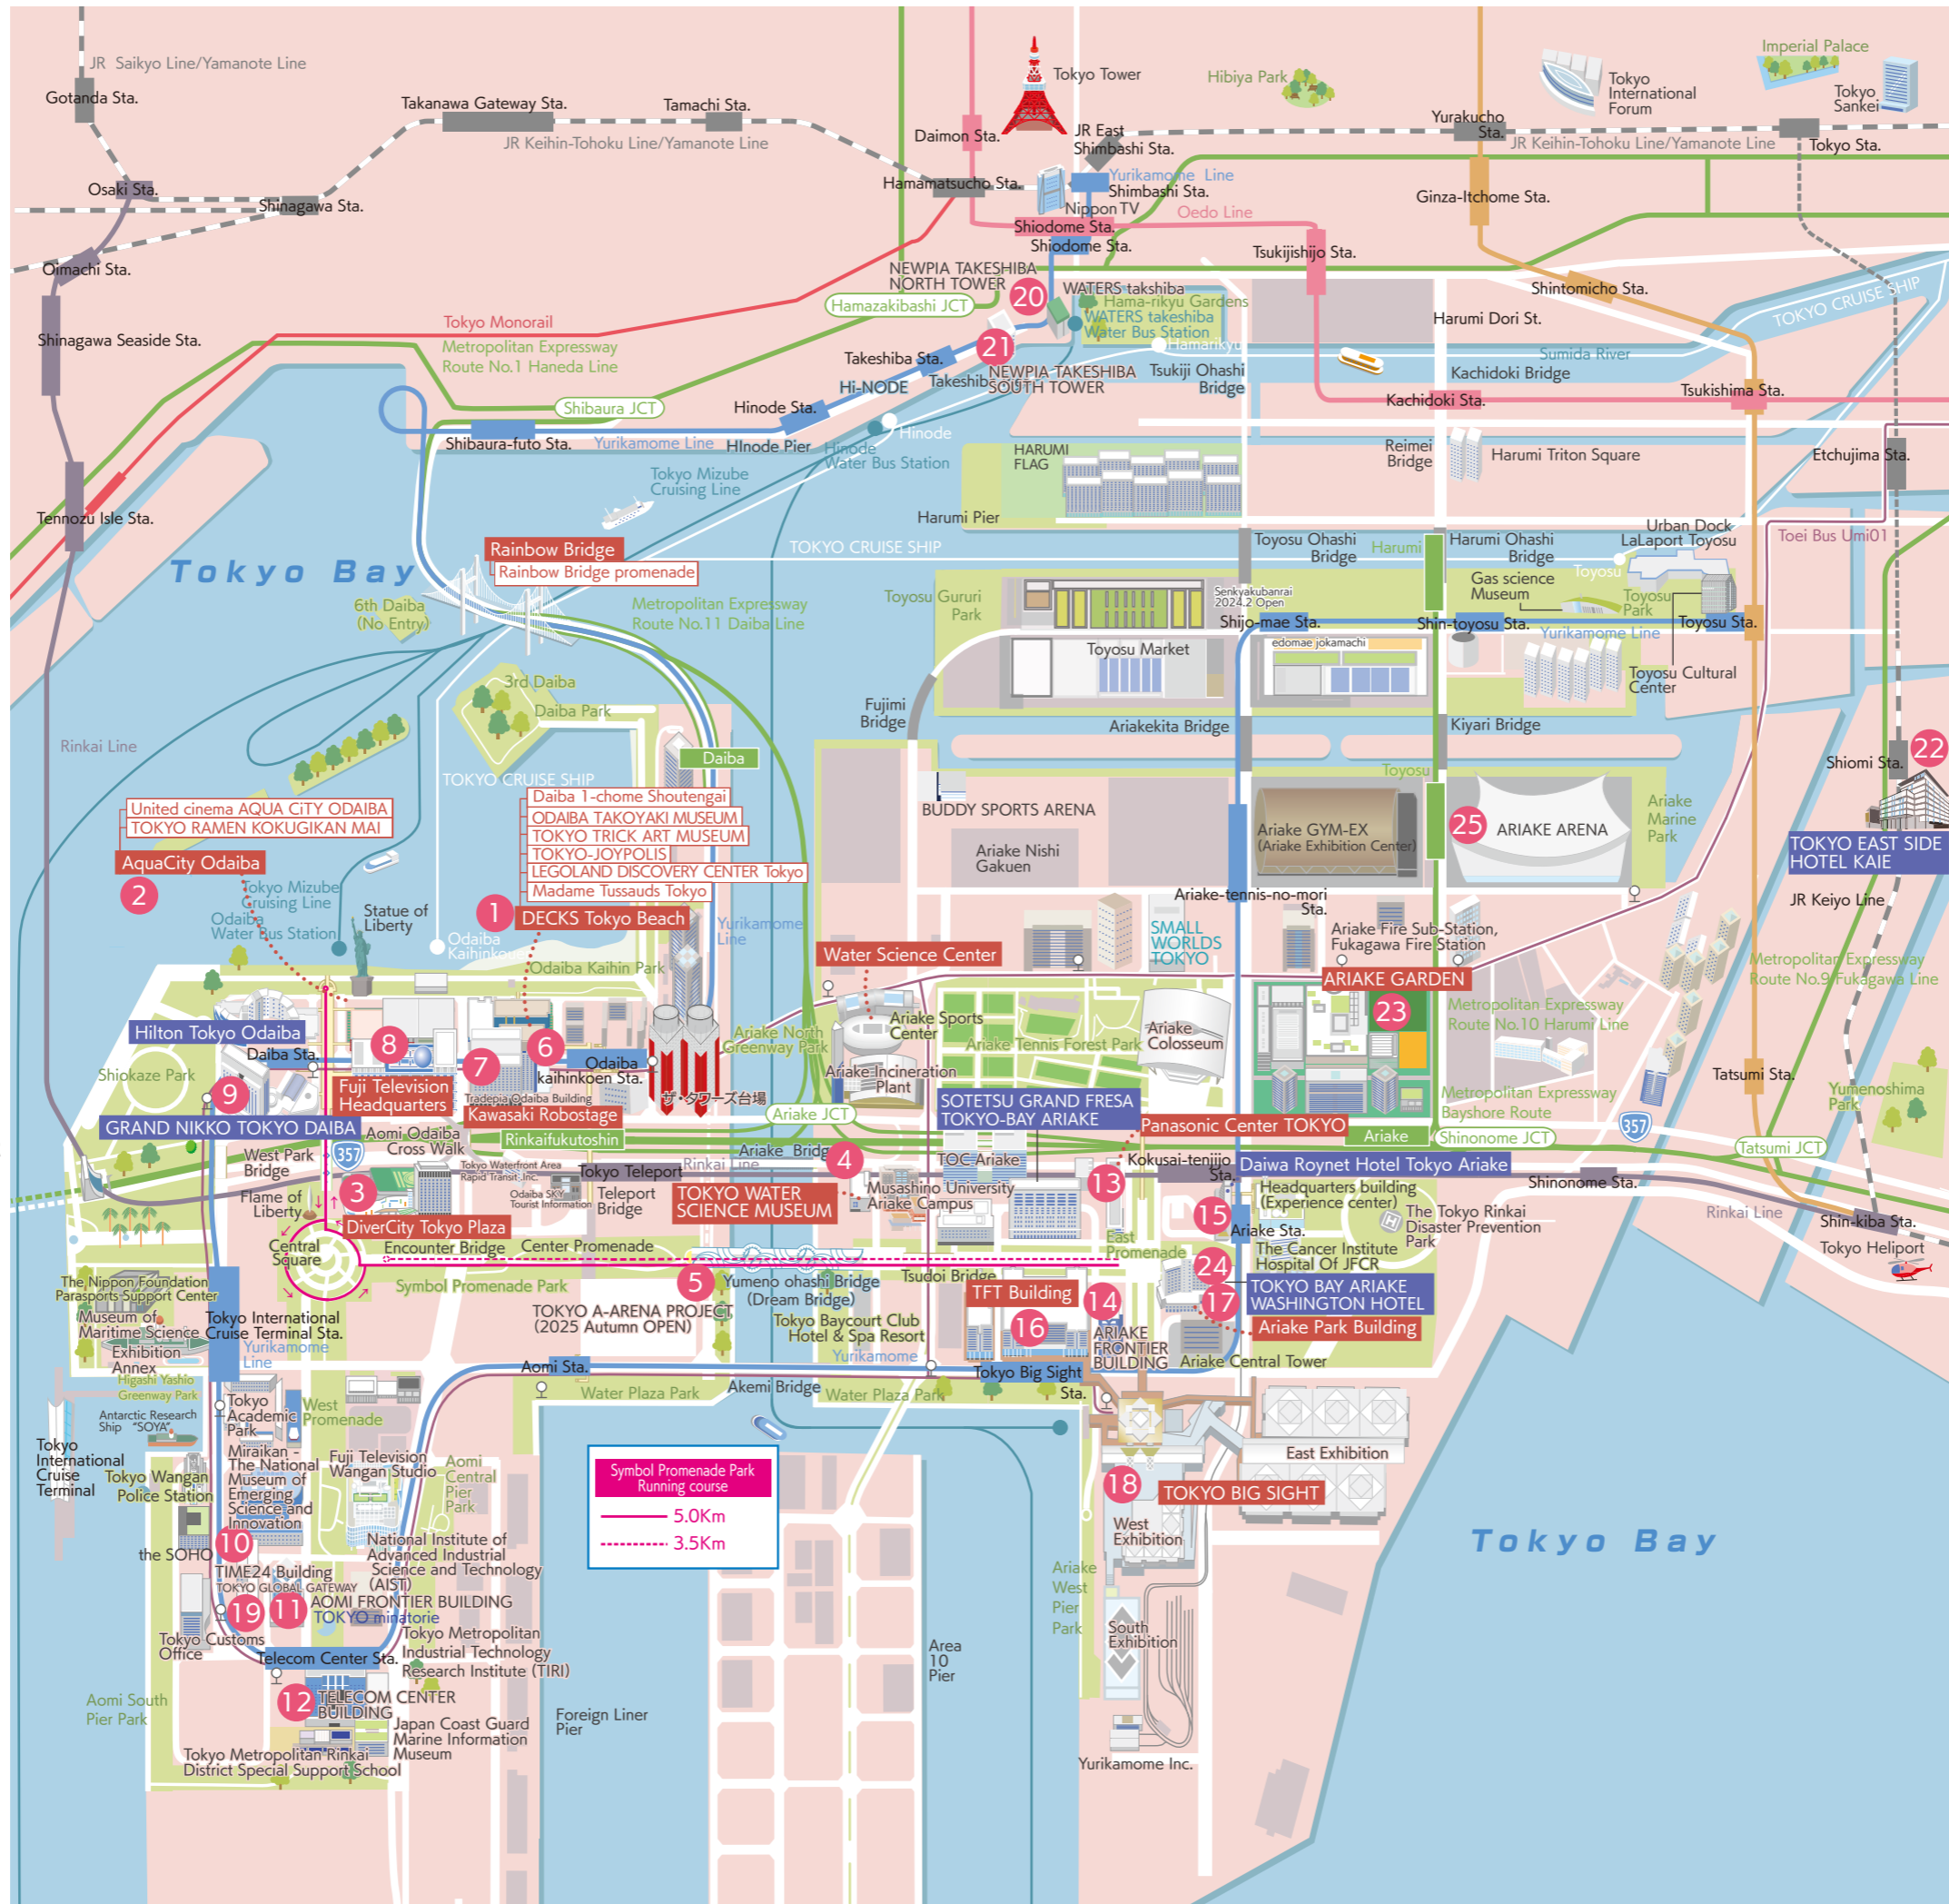 JR Saikyo Line/Yamanote Line
Gotanda Sta.
Takanawa Gateway Sta.
Tamachi Sta.
JR Keihin-Tohoku Line/Yamanote Line
Daimon Sta.
Tokyo Tower
JR East
Shimbashi Sta.
Hibiya Park
Yurakucho
Sta.
Tokyo
International
Forum
Imperial Palace
Tokyo
Sankei
JR Keihin-Tohoku Line/Yamanote Line
Tokyo Sta.
Osaki Sta.
Shinagawa Sta.
Hamamatsucho Sta.
Yurikamome Line
Shimbashi Sta.
Nippon TV
Oedo Line
Ginza-Itchome Sta.
Shiodome Sta.
Shiodome Sta.
Tsukijishijo Sta.
Oimachi Sta.
NEWPIA TAKESHIBA
NORTH TOWER
20
WATERS takshiba
Hama-rikyu Gardens
WATERS takeshiba
Water Bus Station
Shintomicho Sta.
TOKYO CRUISE SHIP
Hamazakibashi JCT
Harumi Dori St.
Shinagawa Seaside Sta.
Tokyo Monorail
Metropolitan Expressway
Route No.1 Haneda Line
21
Takeshiba Sta.
Hamarikyu
Sumida River
NEWPIA TAKESHIBA
SOUTH TOWER
Hi-NODE
Tsukiji Ohashi
Bridge
Kachidoki Bridge
Tsukishima Sta.
Shibaura JCT
Hinode Sta.
Kachidoki Sta.
Shibaura-futo Sta.
Yurikamome Line
HInode Pier
Hinode
Hinode
Water Bus Station
HARUMI
FLAG
Reimei
Bridge
Harumi Triton Square
Etchujima Sta.
Tokyo Mizube
Cruising Line
Tennozu Isle Sta.
Harumi Pier
Urban Dock
LaLaport Toyosu
Toei Bus Umi01
Tokyo Bay
Rainbow Bridge
Rainbow Bridge promenade
TOKYO CRUISE SHIP
Toyosu Ohashi
Bridge
Harumi
Harumi Ohashi
Bridge
Toyosu
Gas science
Museum
Toyosu
Park
6th Daiba
(No Entry)
Metropolitan Expressway
Route No.11 Daiba Line
Toyosu Gururi
Park
Senkyakubanrai
2024.2 Open
Shijo-mae Sta.
Shin-toyosu Sta.
Yurikamome Line
Toyosu Sta.
Toyosu Market
edomae jokamachi
Toyosu Cultural
Center
3rd Daiba
Daiba Park
Fujimi
Bridge
Ariakekita Bridge
Kiyari Bridge
Rinkai Line
Daiba
TOKYO CRUISE SHIP
Toyosu
Shiomi Sta.
22
United cinema AQUA CiTY ODAIBA
TOKYO RAMEN KOKUGIKAN MAI
AquaCity Odaiba
2
Daiba 1-chome Shoutengai
ODAIBA TAKOYAKI MUSEUM
TOKYO TRICK ART MUSEUM
TOKYO-JOYPOLIS
LEGOLAND DISCOVERY CENTER Tokyo
Madame Tussauds Tokyo
1
DECKS Tokyo Beach
BUDDY SPORTS ARENA
Ariake Nishi
Gakuen
Ariake GYM-EX
(Ariake Exhibition Center)
25
ARIAKE ARENA
Ariake
Marine
Park
TOKYO EAST SIDE
HOTEL KAIE
JR Keiyo Line
Tokyo Mizube
Cruising Line
Odaiba
Water Bus Station
Statue of
Liberty
Odaiba
Yurikamome
Line
Ariake-tennis-no-mori
Sta.
SMALL
WORLDS
TOKYO
Ariake Fire Sub-Station,
Fukagawa Fire Station
Odaiba Kaihin Park
Water Science Center
ARIAKE GARDEN
23
Metropolitan Expressway
Route No.9 Fukagawa Line
Hilton Tokyo Odaiba
Daiba Sta.
8
7
6
Odaiba
kaihinkoen Sta.
Ariake North
Greenway Park
Ariake Sports
Center
Ariake Tennis Forest Park
Ariake
Colosseum
Metropolitan Expressway
Route No.10 Harumi Line
Shiokaze Park
9
Fuji Television
Headquarters
Tradepia Odaiba Building
Kawasaki Robostage
ザ・タワーズ台場
Ariake Incineration
Plant
Ariake JCT
SOTETSU GRAND FRESA
TOKYO-BAY ARIAKE
Metropolitan Expressway
Bayshore Route
Tatsumi Sta.
Yumenoshima
Park
GRAND NIKKO TOKYO DAIBA
Aomi Odaiba
Cross Walk
Rinkaifukutoshin
Panasonic Center TOKYO
Ariake
Shinonome JCT
357
Tatsumi JCT
West Park
Bridge
357
Tokyo Waterfront Area
Rapid Transit ,Inc.
Tokyo Teleport
Rinkai Line
4
TOC Ariake
Kokusai-tenjijo
Sta.
Daiwa Roynet Hotel Tokyo Ariake
Shinonome Sta.
Flame of
Liberty
3
Odaiba SKY
Tourist Information
Teleport
Bridge
TOKYO WATER
SCIENCE MUSEUM
Musashino University
Ariake Campus
13
15
Headquarters building
(Experience center)
The Tokyo Rinkai
Disaster Prevention
Park
Rinkai Line
Shin-kiba Sta.
DiverCity Tokyo Plaza
Ariake Sta.
Central
Square
Encounter Bridge
Center Promenade
East
Promenade
The Cancer Institute
Hospital Of JFCR
Tokyo Heliport
Symbol Promenade Park
5
Yumeno ohashi Bridge
(Dream Bridge)
Tsudoi Bridge
24
TOKYO BAY ARIAKE
WASHINGTON HOTEL
The Nippon Foundation
Parasports Support Center
TFT Building
14
17
Museum of
Maritime Science
Tokyo International
Cruise Terminal Sta.
TOKYO A-ARENA PROJECT
(2025 Autumn OPEN)
Tokyo Baycourt Club
Hotel & Spa Resort
16
Ariake Park Building
Exhibition
Annex
Yurikamome
Line
Yurikamome
ARIAKE
FRONTIER
BUILDING
Ariake Central Tower
Higashi Yashio
Greenway Park
Aomi Sta.
Tokyo Big Sight
Sta.
Water Plaza Park
Akemi Bridge
Water Plaza Park
Antarctic Research
Ship "SOYA"
Tokyo
Academic
Park
West
Promenade
Tokyo
International
Cruise
Terminal
Miraikan -
The National
Museum of
Emerging
Science and
Innovation
Fuji Television
Wangan Studio
Aomi
Central
Pier
Park
Tokyo Wangan
Police Station
East Exhibition
Symbol Promenade Park
Running course
5.0Km
3.5Km
18
TOKYO BIG SIGHT
West
Exhibition
Tokyo Bay
the SOHO
10
National Institute of
Advanced Industrial
Science and Technology
(AIST)
TIME24 Building
TOKYO GLOBAL GATEWAY
19
11
AOMI FRONTIER BUILDING
TOKYO minatorie
Ariake
West
Pier
Park
Tokyo Customs
Office
Tokyo Metropolitan
Industrial Technology
Research Institute (TIRI)
South
Exhibition
Telecom Center Sta.
Area
10
Pier
12
TELECOM CENTER
BUILDING
Aomi South
Pier Park
Japan Coast Guard
Marine Information
Museum
Foreign Liner
Pier
Tokyo Metropolitan Rinkai
District Special Support School
Yurikamome Inc.